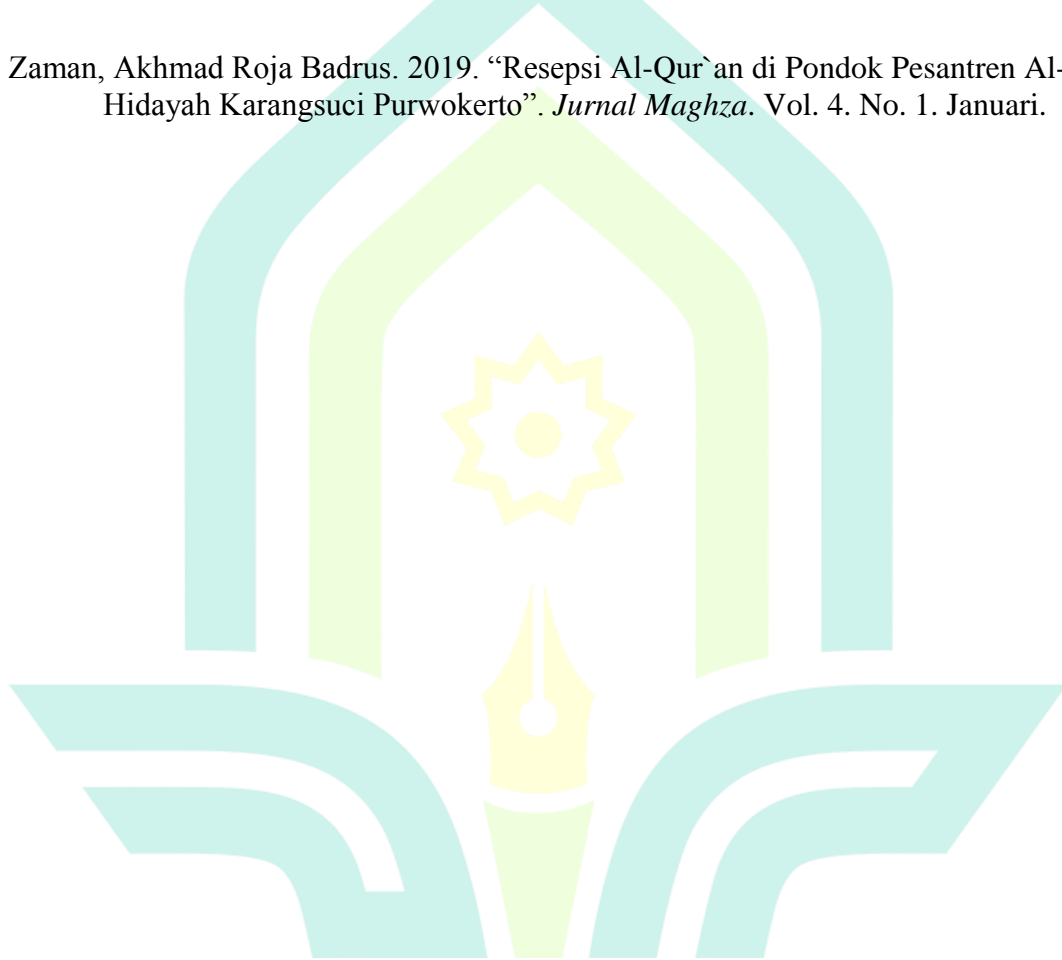 Zaman, Akhmad Roja Badrus. 2019. “Resepsi Al-Qur`an di Pondok Pesantren Al-
Hidayah Karangsuci Purwokerto”. Jurnal Maghza. Vol. 4. No. 1. Januari.